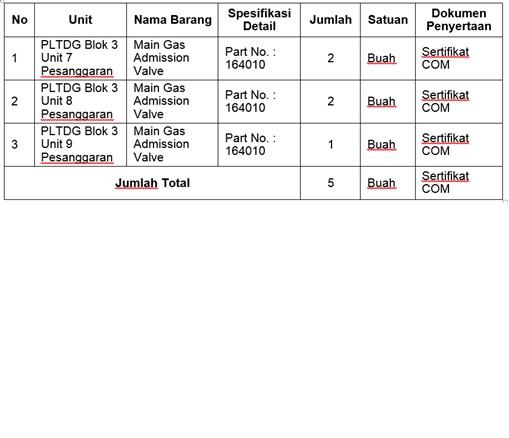 No Unit Nama Barang Spesifikasi Detail Jumlah Satuan Dokumen Penyertaan
1 PLTDG Blok 3 Unit 7 Pesanggaran Main Gas Admission Valve Part No. : 164010 2 Buah Sertifikat COM
2 PLTDG Blok 3 Unit 8 Pesanggaran Main Gas Admission Valve Part No. : 164010 2 Buah Sertifikat COM
3 PLTDG Blok 3 Unit 9 Pesanggaran Main Gas Admission Valve Part No. : 164010 1 Buah Sertifikat COM
Jumlah Total 5 Buah Sertifikat COM